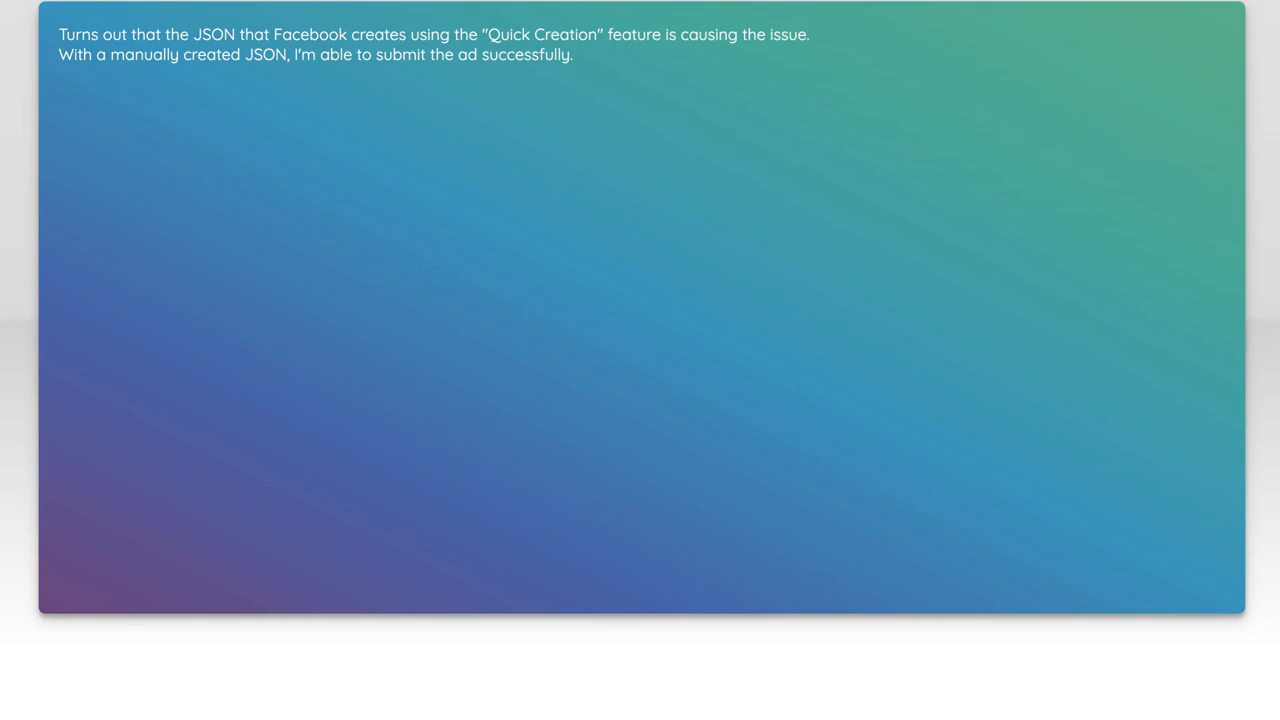 Turns out that the JSON that Facebook creates using the "Quick Creation" feature is causing the issue.
With a manually created JSON, I'm able to submit the ad successfully.